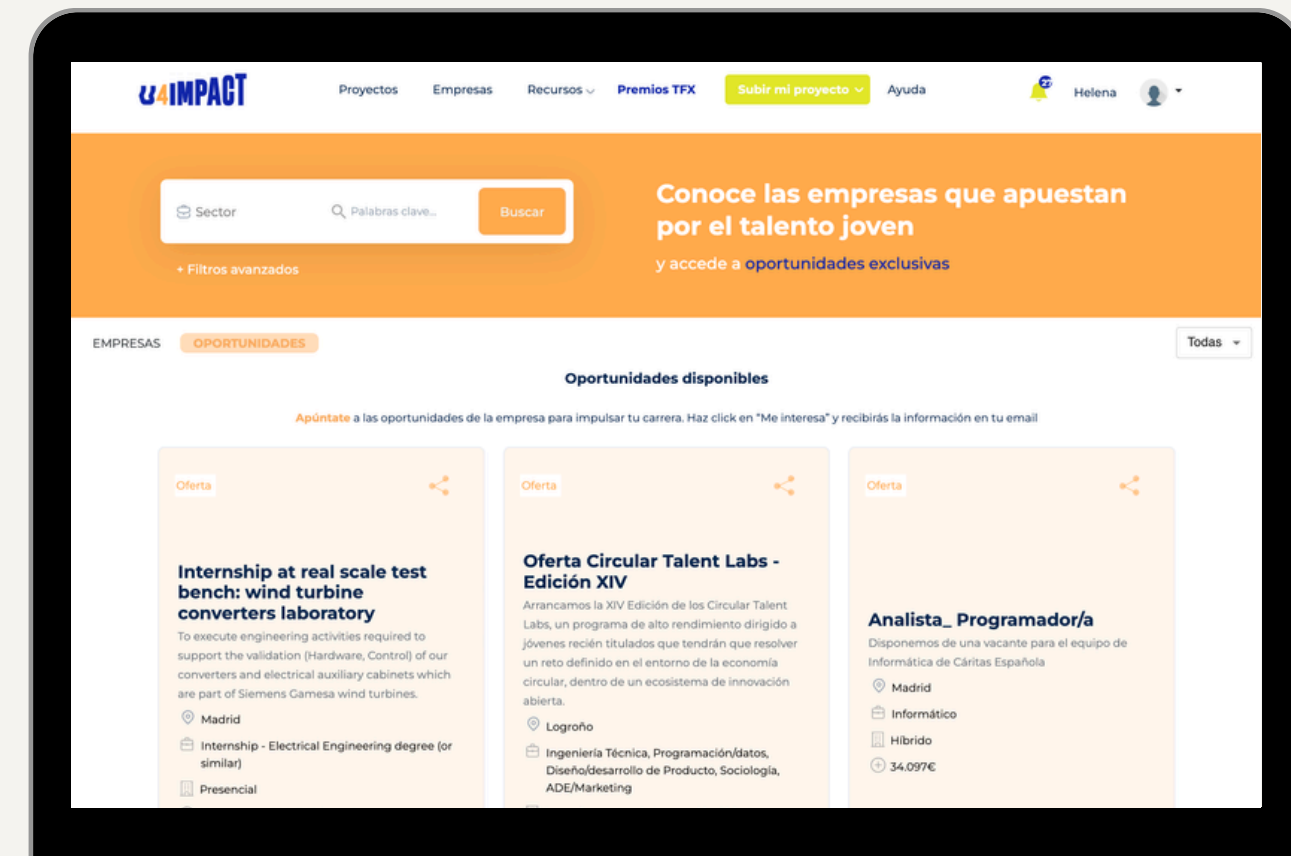 U4IMPACT
Proyectos
Empresas
Recursos
Premios TFX
Subir mi proyecto
Ayuda
Helena
Sector
Palabras clave...
Buscar
+ Filtros avanzados
Conoce las empresas que apuestan
por el talento joven
y accede a oportunidades exclusivas
EMPRESAS
OPORTUNIDADES
Todas
Oportunidades disponibles
Apúntate a las oportunidades de la empresa para impulsar tu carrera. Haz click en "Me interesa" y recibirás la información en tu email
Oferta
Internship at real scale test
bench: wind turbine
converters laboratory
To execute engineering activities required to
support the validation (Hardware, Control) of our
converters and electrical auxiliary cabinets which
are part of Siemens Gamesa wind turbines.
Madrid
Internship - Electrical Engineering degree (or
similar)
Presencial
Oferta
Oferta Circular Talent Labs -
Edición XIV
Arrancamos la XIV Edición de los Circular Talent
Labs, un programa de alto rendimiento dirigido a
jóvenes recién titulados que tendrán que resolver
un reto definido en el entorno de la economía
circular, dentro de un ecosistema de innovación
abierta.
Logroño
Ingeniería Técnica, Programación/datos,
Diseño/desarrollo de Producto, Sociología,
ADE/Marketing
Oferta
Analista_ Programador/a
Disponemos de una vacante para el equipo de
Informática de Cáritas Española
Madrid
Informático
Híbrido
34.097€